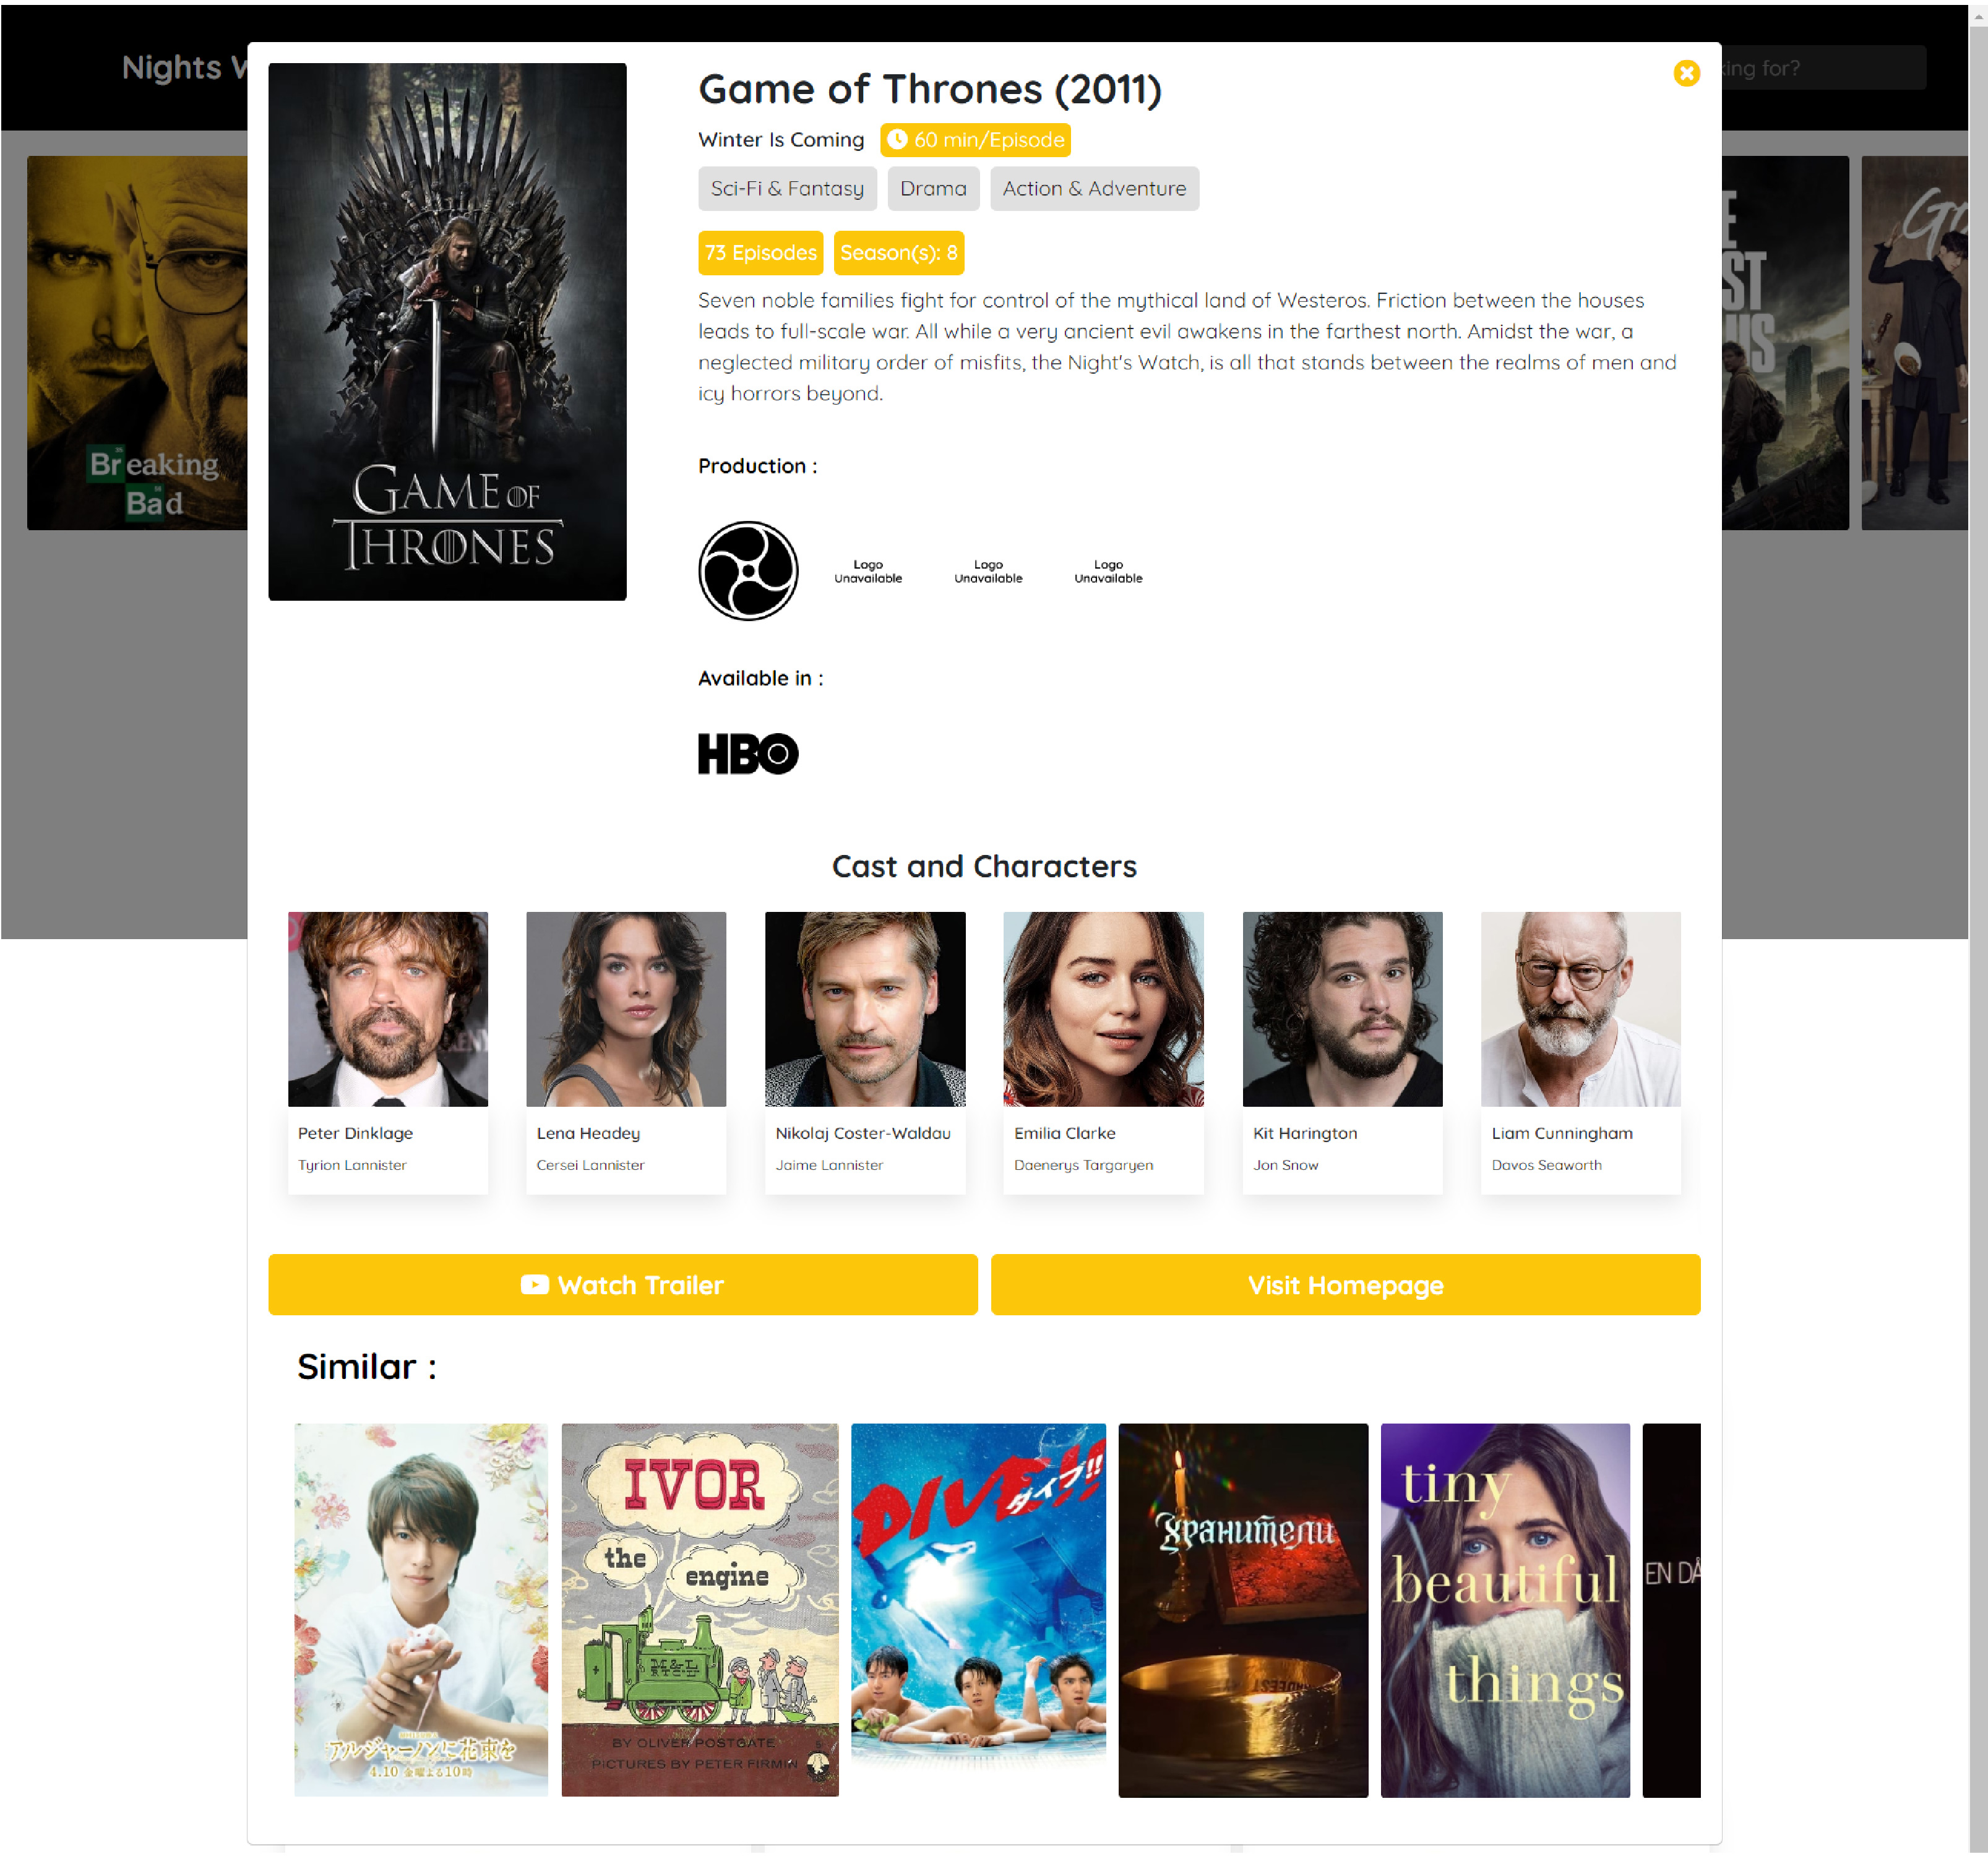 Nights W
king for?
Game of Thrones (2011)
Winter Is Coming 60 min/Episode
Sci-Fi & Fantasy Drama Action & Adventure
73 Episodes Season(s): 8
Seven noble families fight for control of the mythical land of Westeros. Friction between the houses
leads to full-scale war. All while a very ancient evil awakens in the farthest north. Amidst the war, a
neglected military order of misfits, the Night's Watch, is all that stands between the realms of men and
icy horrors beyond.
Breaking
Bad
GAME OF
THRONES
E
ST
US
Production :
Logo
Unavailable
Logo
Unavailable
Logo
Unavailable
Available in :
HBO
Cast and Characters
Peter Dinklage
Tyrion Lannister
Lena Headey
Cersei Lannister
Nikolaj Coster-Waldau
Jaime Lannister
Emilia Clarke
Daenerys Targaryen
Kit Harington
Jon Snow
Liam Cunningham
Davos Seaworth
Watch Trailer
Visit Homepage
Similar :
アルジャーノンに花束を
4.10 金曜よる10時
IVOR
the
engine
M&L
R.T.C.L
BY OLIVER POSTGATE
PICTURES BY PETER FIRMIN
DIVE!!
ダイブ!!
Хранители
tiny
beautiful
things
EN DÅ